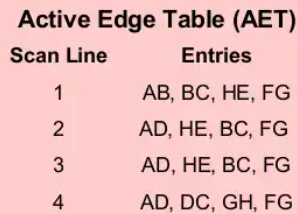 Active Edge Table (AET)
Scan Line Entries
1 AB, BC, HE, FG
2 AD, HE, BC, FG
3 AD, HE, BC, FG
4 AD, DC, GH, FG